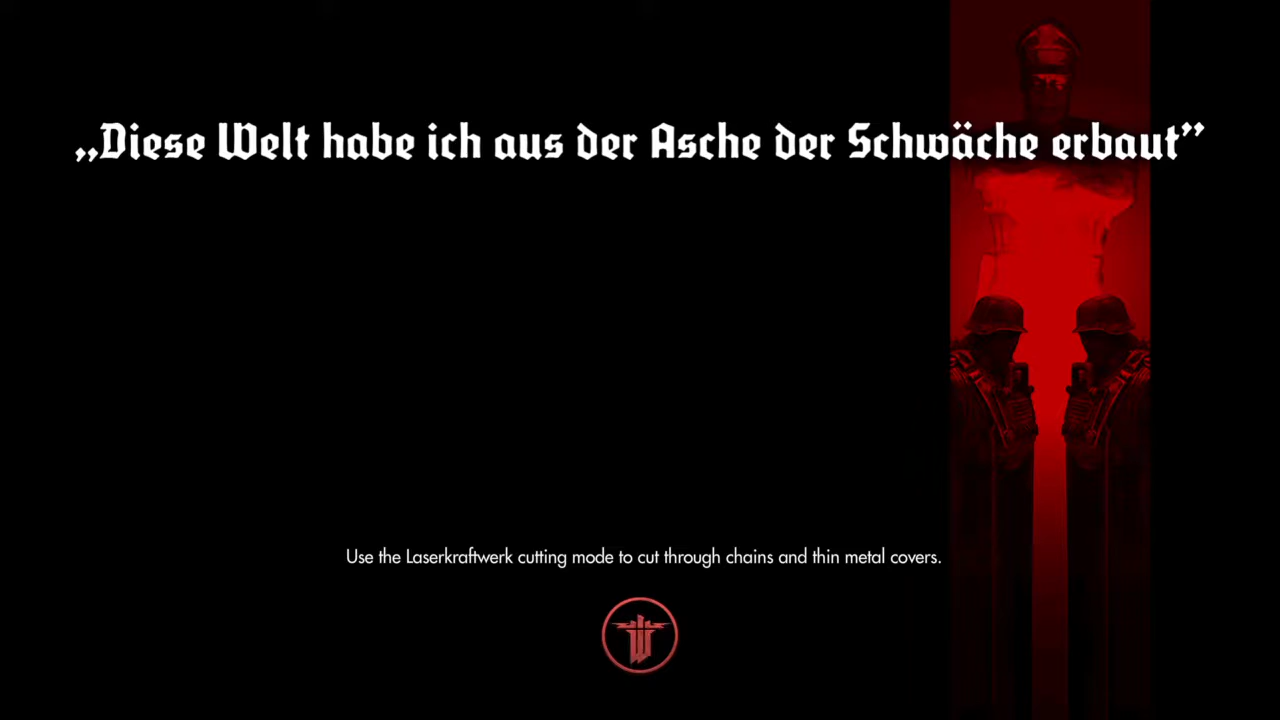 „Diese Welt habe ich aus der Asche der Schwäche erbaut”
Use the Laserkraftwerk cutting mode to cut through chains and thin metal covers.